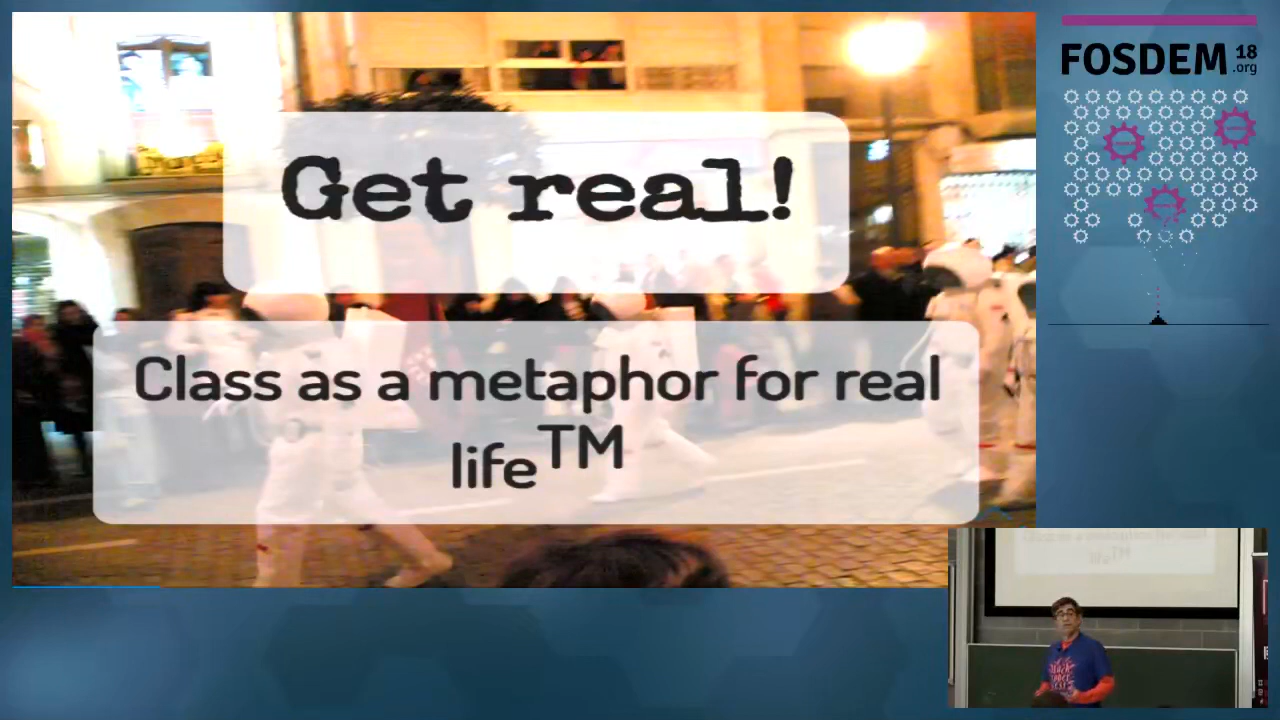 Get real!
Class as a metaphor for real
life™
FOSDEM 18
.org